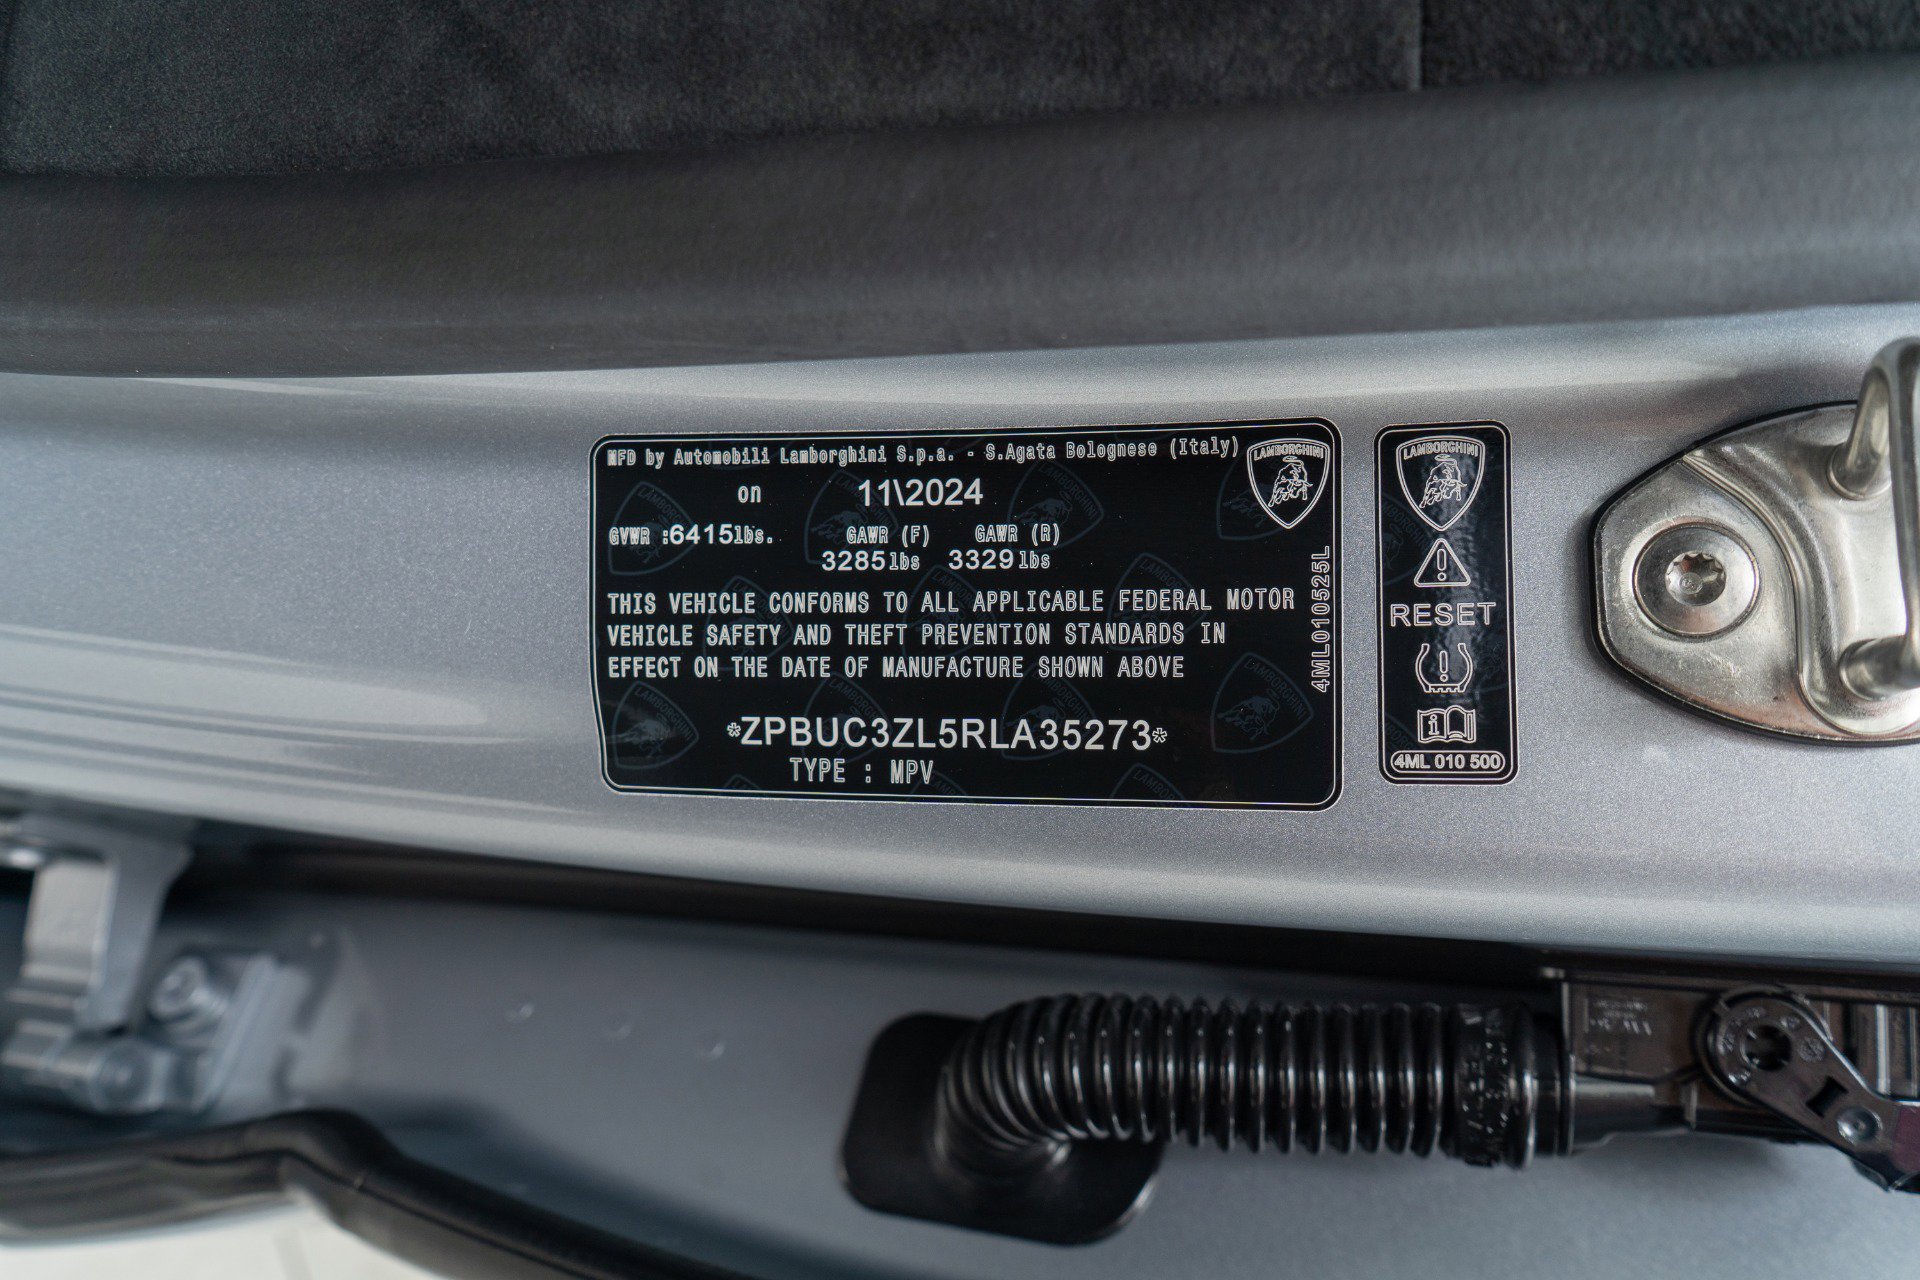 MFD by Automobili Lamborghini S.p.a. - S.Agata Bolognese (Italy)
on 11\2024
GVWR :6415lbs. GAWR (F) GAWR (R)
3285lbs 3329lbs
THIS VEHICLE CONFORMS TO ALL APPLICABLE FEDERAL MOTOR
VEHICLE SAFETY AND THEFT PREVENTION STANDARDS IN
EFFECT ON THE DATE OF MANUFACTURE SHOWN ABOVE
*ZPBUC3ZL5RLA35273*
TYPE : MPV
4ML010525L
LAMBORGHINI
LAMBORGHINI
RESET
4ML 010 500